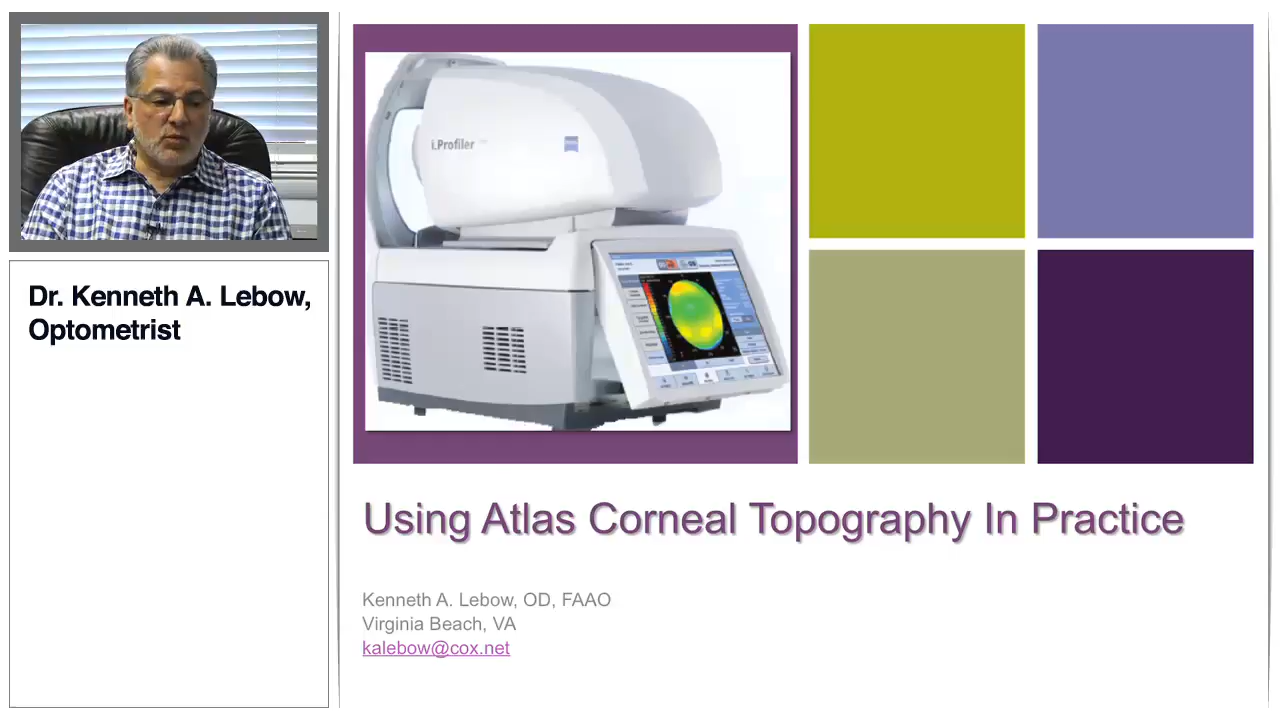 i.Profiler
Dr. Kenneth A. Lebow,
Optometrist
Using Atlas Corneal Topography In Practice
Kenneth A. Lebow, OD, FAAO
Virginia Beach, VA
kalebow@cox.net